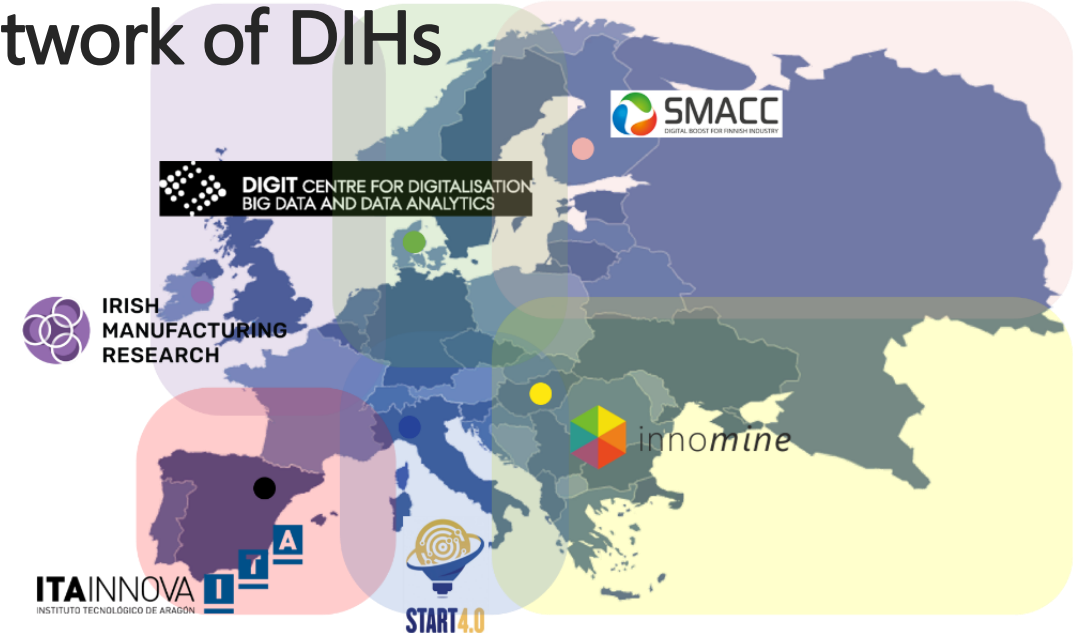 twork of DIHs
SMACC
DIGITAL BOOST FOR FINNISH INDUSTRY
DIGIT CENTRE FOR DIGITALISATION
BIG DATA AND DATA ANALYTICS
IRISH
MANUFACTURING
RESEARCH
innomine
ITA
ITAINNOVA
INSTITUTO TECNOLÓGICO DE ARAGÓN
START4.0